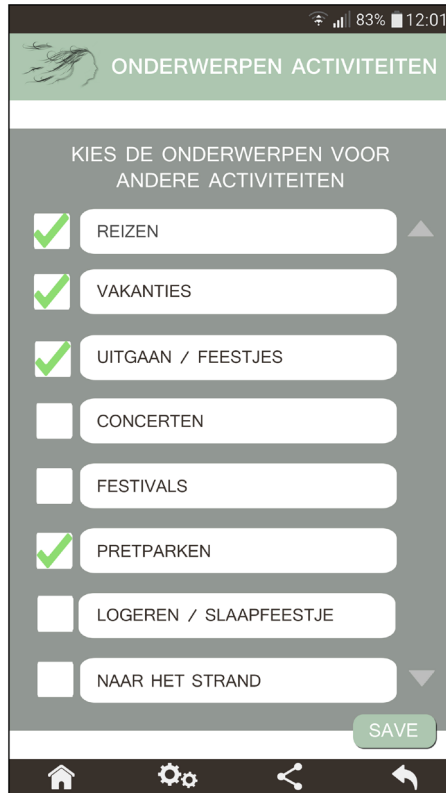 83% 12:01
ONDERWERPEN ACTIVITEITEN
KIES DE ONDERWERPEN VOOR
ANDERE ACTIVITEITEN
REIZEN
VAKANTIES
UITGAAN / FEESTJES
CONCERTEN
FESTIVALS
PRETPARKEN
LOGEREN / SLAAPFEESTJE
NAAR HET STRAND
SAVE